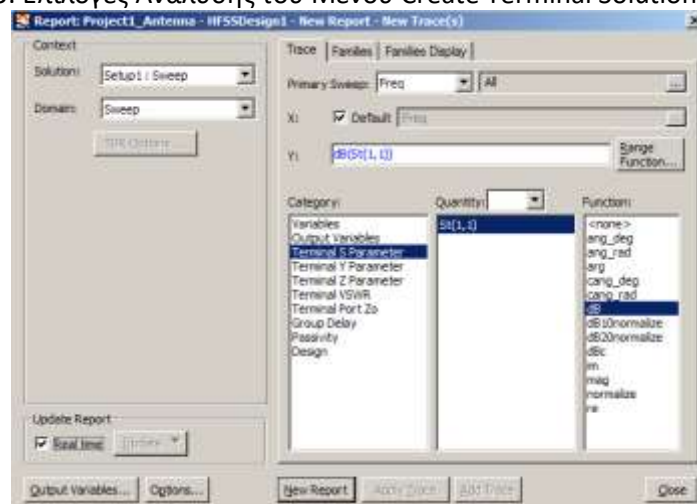 Επιλογές Ανάλυσης του Μενού Create Terminal Solution
Report: Project1_Antenna - HFSSDesign1 - New Report - New Trace(s)
Context
Solution: Setup1 : Sweep
Domain: Sweep
TDR Options...
Update Report
Real time Update
Output Variables... Options...
Trace Families Families Display
Primary Sweep: Freq All ...
X: Default Freq ...
Y: dB(St(1,1)) Range Function...
Category:
Variables
Output Variables
Terminal S Parameter
Terminal Y Parameter
Terminal Z Parameter
Terminal VSWR
Terminal Port Zo
Group Delay
Passivity
Design
Quantity:
St(1,1)
Function:
<none>
ang_deg
ang_rad
arg
cang_deg
cang_rad
dB
dB10normalize
dB20normalize
dBc
im
mag
normalize
re
New Report Apply Trace Add Trace Close